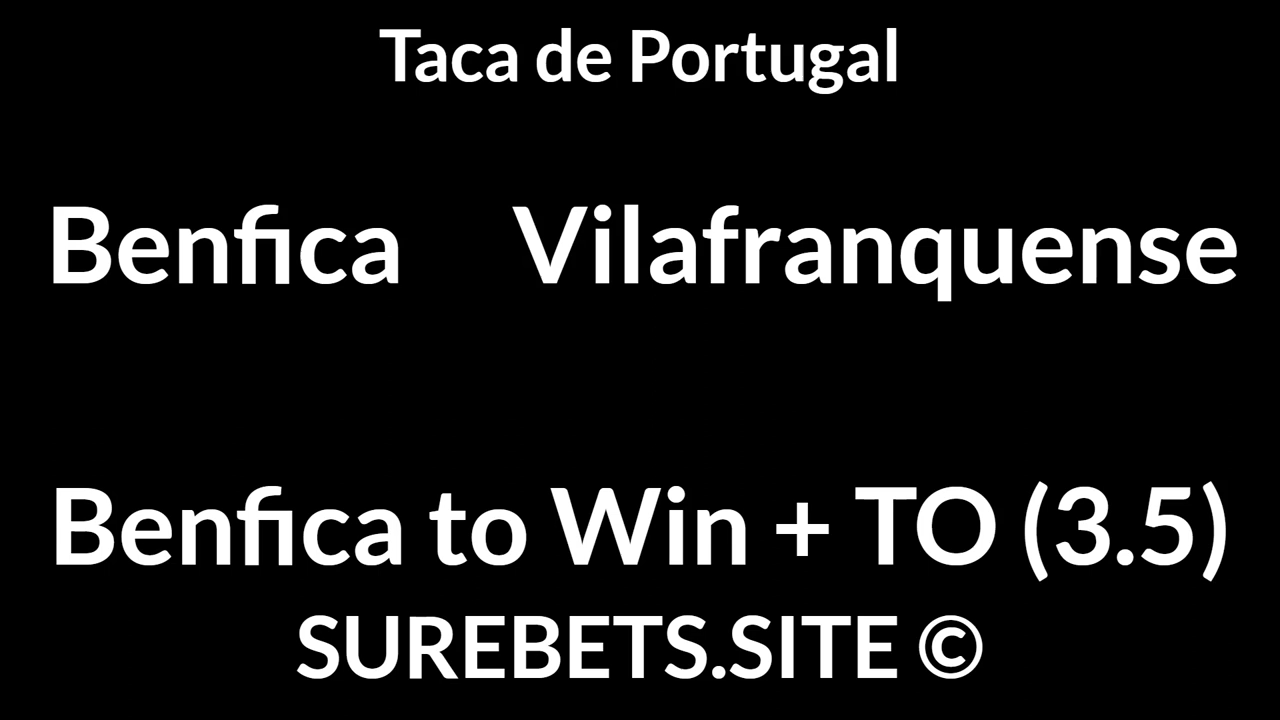 Taca de Portugal
Benfica Vilafranquense
Benfica to Win + TO (3.5)
SUREBETS.SITE ©